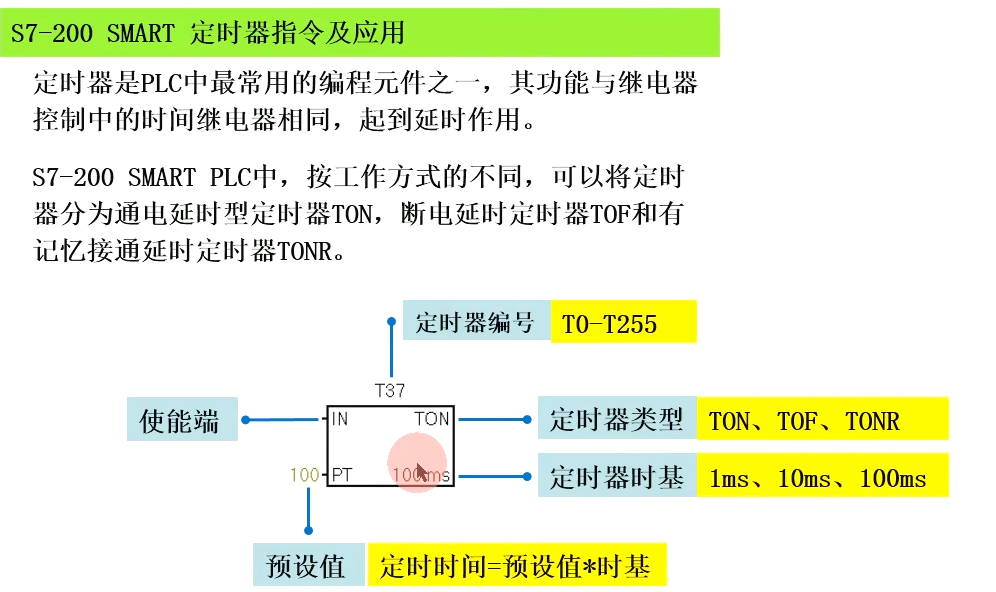 S7-200 SMART 定时器指令及应用
定时器是PLC中最常用的编程元件之一，其功能与继电器
控制中的时间继电器相同，起到延时作用。
S7-200 SMART PLC中，按工作方式的不同，可以将定时
器分为通电延时型定时器TON，断电延时定时器TOF和有
记忆接通延时定时器TONR。
定时器编号 T0-T255
T37
使能端 IN TON 定时器类型 TON、TOF、TONR
100 PT 100ms 定时器时基 1ms、10ms、100ms
预设值 定时时间=预设值*时基